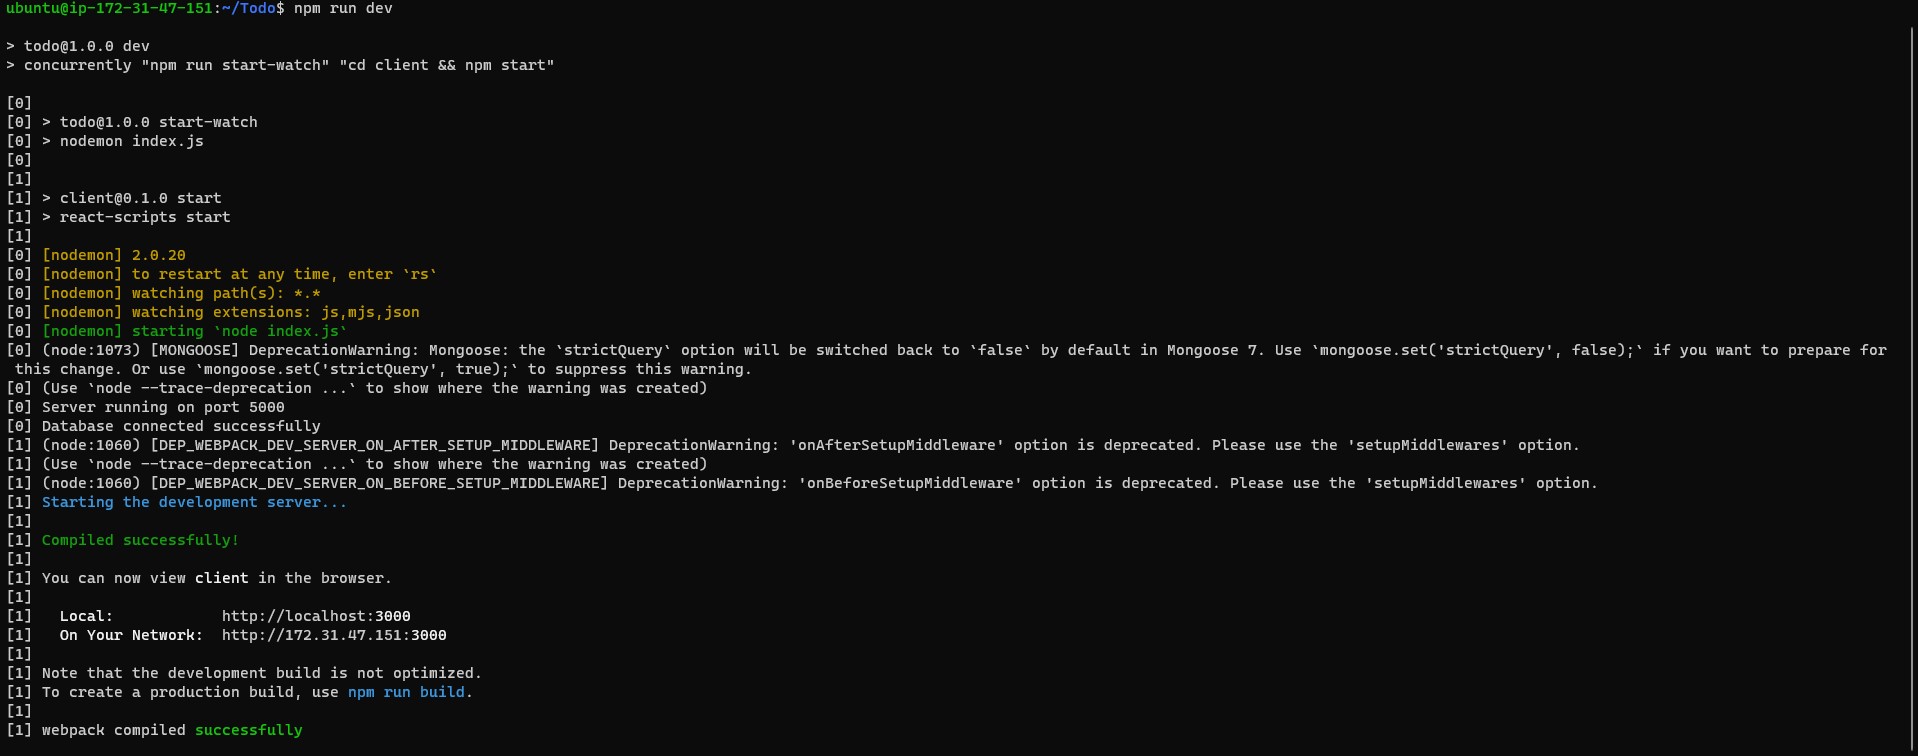 ubuntu@ip-172-31-47-151:~/Todo$ npm run dev

> todo@1.0.0 dev
> concurrently "npm run start-watch" "cd client && npm start"

[0]
[0] > todo@1.0.0 start-watch
[0] > nodemon index.js
[0]
[1]
[1] > client@0.1.0 start
[1] > react-scripts start
[1]
[0] [nodemon] 2.0.20
[0] [nodemon] to restart at any time, enter `rs`
[0] [nodemon] watching path(s): *.*
[0] [nodemon] watching extensions: js,mjs,json
[0] [nodemon] starting `node index.js`
[0] (node:1073) [MONGOOSE] DeprecationWarning: Mongoose: the `strictQuery` option will be switched back to `false` by default in Mongoose 7. Use `mongoose.set('strictQuery', false);` if you want to prepare for
 this change. Or use `mongoose.set('strictQuery', true);` to suppress this warning.
[0] (Use `node --trace-deprecation ...` to show where the warning was created)
[0] Server running on port 5000
[0] Database connected successfully
[1] (node:1060) [DEP_WEBPACK_DEV_SERVER_ON_AFTER_SETUP_MIDDLEWARE] DeprecationWarning: 'onAfterSetupMiddleware' option is deprecated. Please use the 'setupMiddlewares' option.
[1] (Use `node --trace-deprecation ...` to show where the warning was created)
[1] (node:1060) [DEP_WEBPACK_DEV_SERVER_ON_BEFORE_SETUP_MIDDLEWARE] DeprecationWarning: 'onBeforeSetupMiddleware' option is deprecated. Please use the 'setupMiddlewares' option.
[1] Starting the development server...
[1]
[1] Compiled successfully!
[1]
[1] You can now view client in the browser.
[1]
[1]   Local:            http://localhost:3000
[1]   On Your Network:  http://172.31.47.151:3000
[1]
[1] Note that the development build is not optimized.
[1] To create a production build, use npm run build.
[1]
[1] webpack compiled successfully